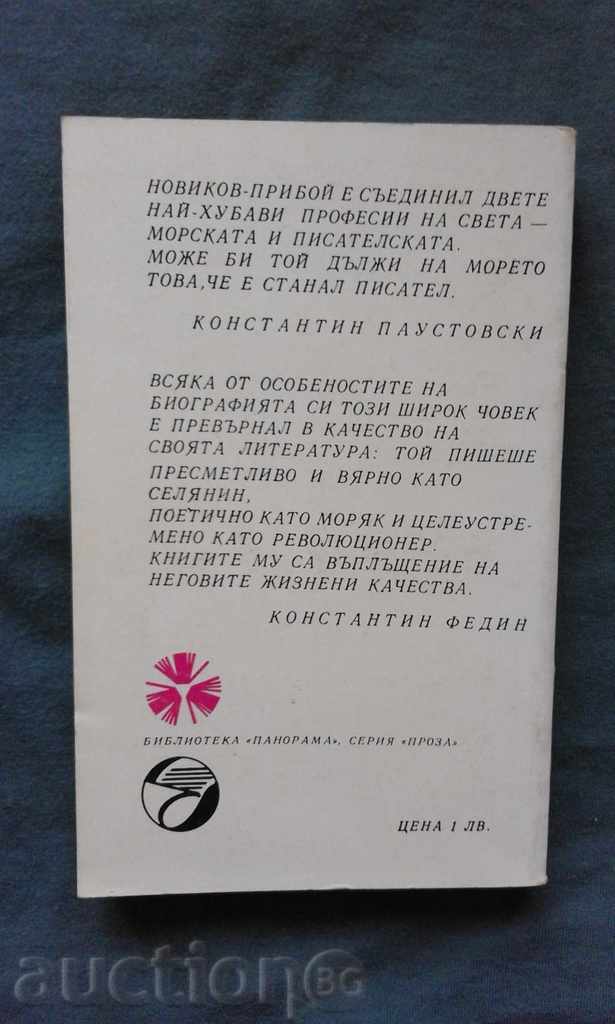 НОВИКОВ-ПРИБОЙ Е СЪЕДИНИЛ ДВЕТЕ
НАЙ-ХУБАВИ ПРОФЕСИИ НА СВЕТА —
МОРСКАТА И ПИСАТЕЛСКАТА.
МОЖЕ БИ ТОЙ ДЪЛЖИ НА МОРЕТО
ТОВА, ЧЕ Е СТАНАЛ ПИСАТЕЛ.
КОНСТАНТИН ПАУСТОВСКИ
ВСЯКА ОТ ОСОБЕНОСТИТЕ НА
БИОГРАФИЯТА СИ ТОЗИ ШИРОК ЧОВЕК
Е ПРЕВЪРНАЛ В КАЧЕСТВО НА
СВОЯТА ЛИТЕРАТУРА: ТОЙ ПИШЕШЕ
ПРЕСМЕТЛИВО И ВЯРНО КАТО
СЕЛЯНИН,
ПОЕТИЧНО КАТО МОРЯК И ЦЕЛЕУСТРЕ-
МЕНО КАТО РЕВОЛЮЦИОНЕР.
КНИГИТЕ МУ СА ВЪПЛЪЩЕНИЕ НА
НЕГОВИТЕ ЖИЗНЕНИ КАЧЕСТВА.
КОНСТАНТИН ФЕДИН
БИБЛИОТЕКА «ПАНОРАМА», СЕРИЯ «ПРОЗА»
ЦЕНА 1 ЛВ.
auction BG